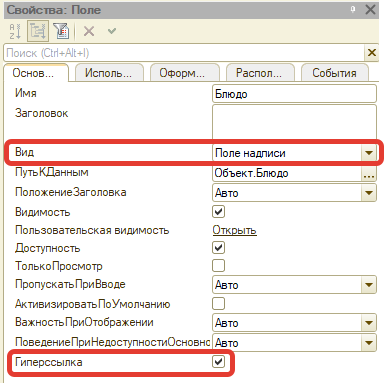 Свойства: Поле
Поиск (Ctrl+Alt+I)
Основ... Исполь... Оформ... Распол... События
Имя Блюдо
Заголовок
Вид Поле надписи
ПутьКДанным Объект.Блюдо ...
ПоложениеЗаголовка Авто
Видимость
Пользовательская видимость Открыть
Доступность
ТолькоПросмотр
ПропускатьПриВводе Авто
АктивизироватьПоУмолчанию
ВажностьПриОтображении Авто
ПоведениеПриНедоступностиОсновно Авто
Гиперссылка